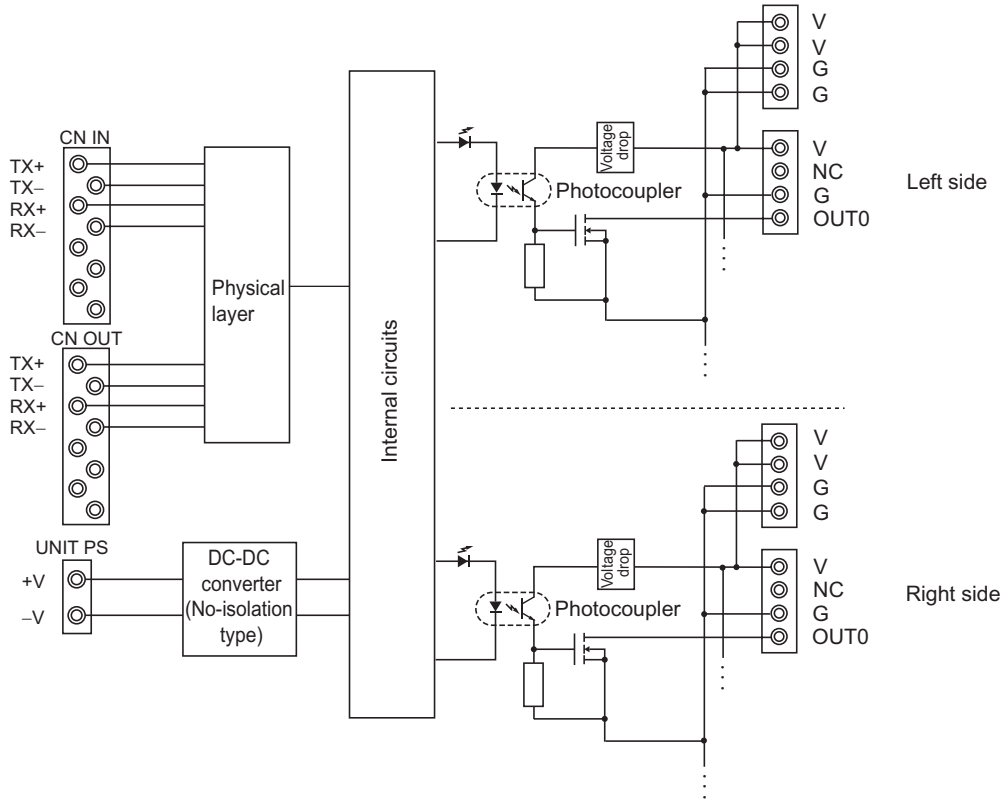 V
V
G
G
CN IN
TX+
TX−
RX+
RX−
Physical
layer
CN OUT
TX+
TX−
RX+
RX−
UNIT PS
+V
−V
DC-DC
converter
(No-isolation
type)
Internal circuits
Voltage
drop
Photocoupler
V
NC
G
OUT0
Left side
V
V
G
G
Voltage
drop
Photocoupler
V
NC
G
OUT0
Right side